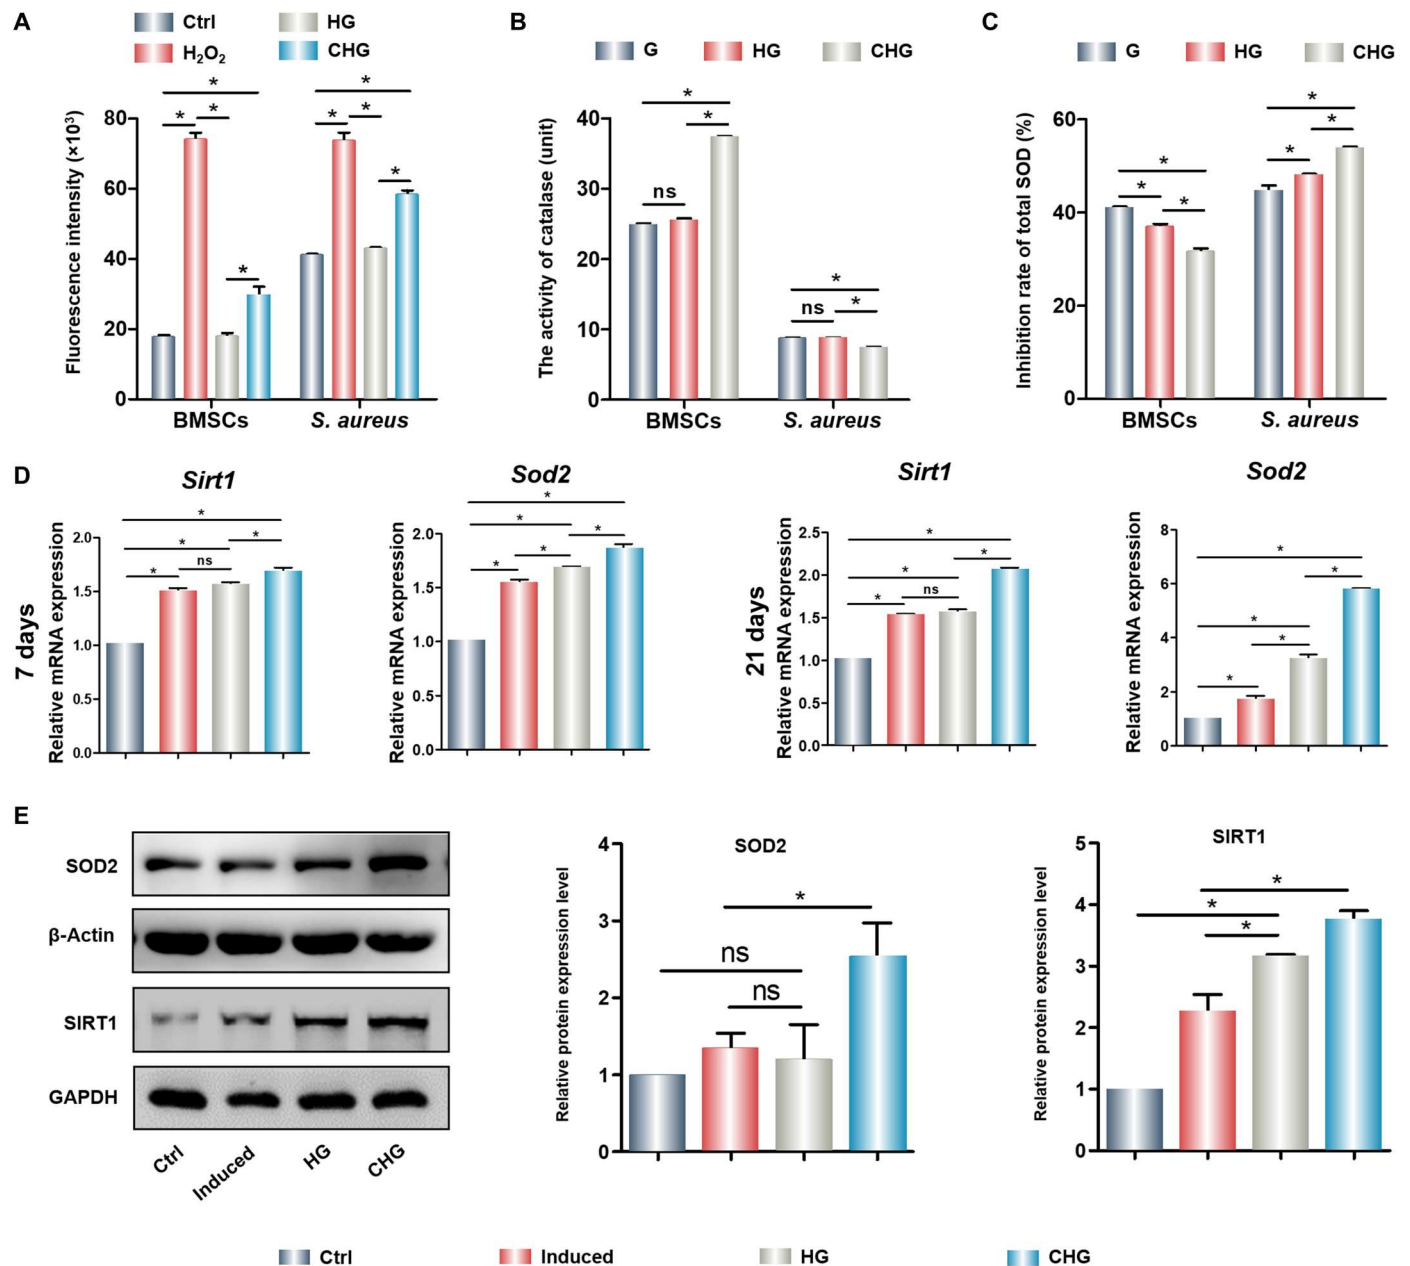 A
Ctrl
HG
H₂O₂
CHG
Fluorescence intensity (×10³)
80
60
40
20
0
*
*
*
*
*
*
*
*
BMSCs
S. aureus
B
G
HG
CHG
The activity of catalase (unit)
40
30
20
10
0
*
*
ns
*
ns
*
BMSCs
S. aureus
C
G
HG
CHG
Inhibition rate of total SOD (%)
60
40
20
0
*
*
*
*
*
*
BMSCs
S. aureus
D
7 days
Sirt1
Relative mRNA expression
2.0
1.5
1.0
0.5
0.0
*
*
*
ns
*
Sod2
Relative mRNA expression
2.0
1.5
1.0
0.5
0.0
*
*
*
*
*
21 days
Sirt1
Relative mRNA expression
2.5
2.0
1.5
1.0
0.5
0.0
*
*
*
ns
*
Sod2
Relative mRNA expression
8
6
4
2
0
*
*
*
*
*
E
SOD2
β-Actin
SIRT1
GAPDH
Ctrl
Induced
HG
CHG
SOD2
Relative protein expression level
4
3
2
1
0
*
ns
ns
SIRT1
Relative protein expression level
5
4
3
2
1
0
*
*
*
Ctrl
Induced
HG
CHG